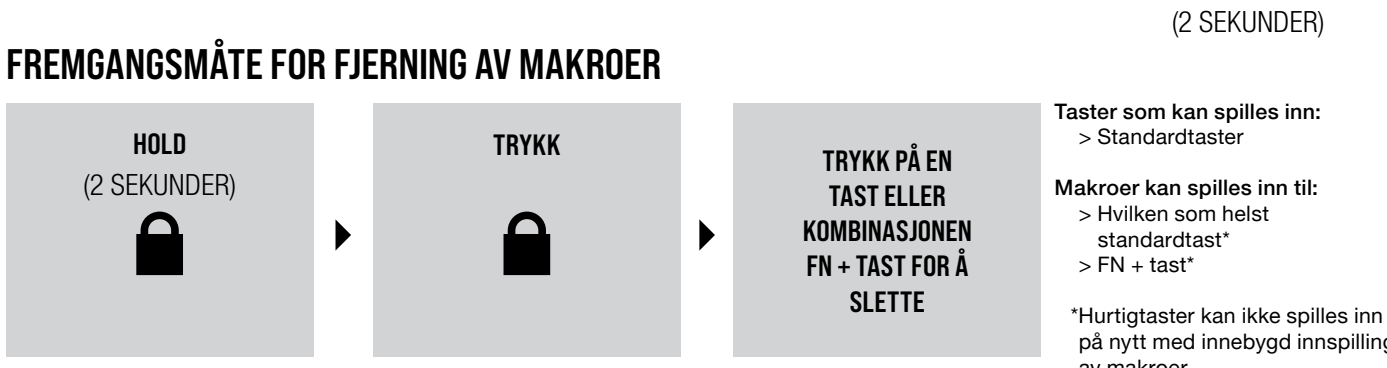 (2 SEKUNDER)
FREMGANGSMÅTE FOR FJERNING AV MAKROER
HOLD
(2 SEKUNDER)
TRYKK
TRYKK PÅ EN
TAST ELLER
KOMBINASJONEN
FN + TAST FOR Å
SLETTE
Taster som kan spilles inn:
> Standardtaster
Makroer kan spilles inn til:
> Hvilken som helst
standardtast*
> FN + tast*
*Hurtigtaster kan ikke spilles inn
på nytt med innebygd innspilling
av makroer